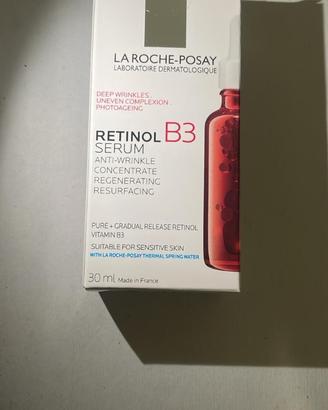 LA ROCHE-POSAY
LABORATOIRE DERMATOLOGIQUE
DEEP WRINKLES.
UNEVEN COMPLEXION.
PHOTOAGEING
RETINOL B3
SERUM
ANTI-WRINKLE
CONCENTRATE
REGENERATING
RESURFACING
PURE + GRADUAL RELEASE RETINOL
VITAMIN B3
SUITABLE FOR SENSITIVE SKIN
WITH LA ROCHE-POSAY THERMAL SPRING WATER
30 ml Made in France